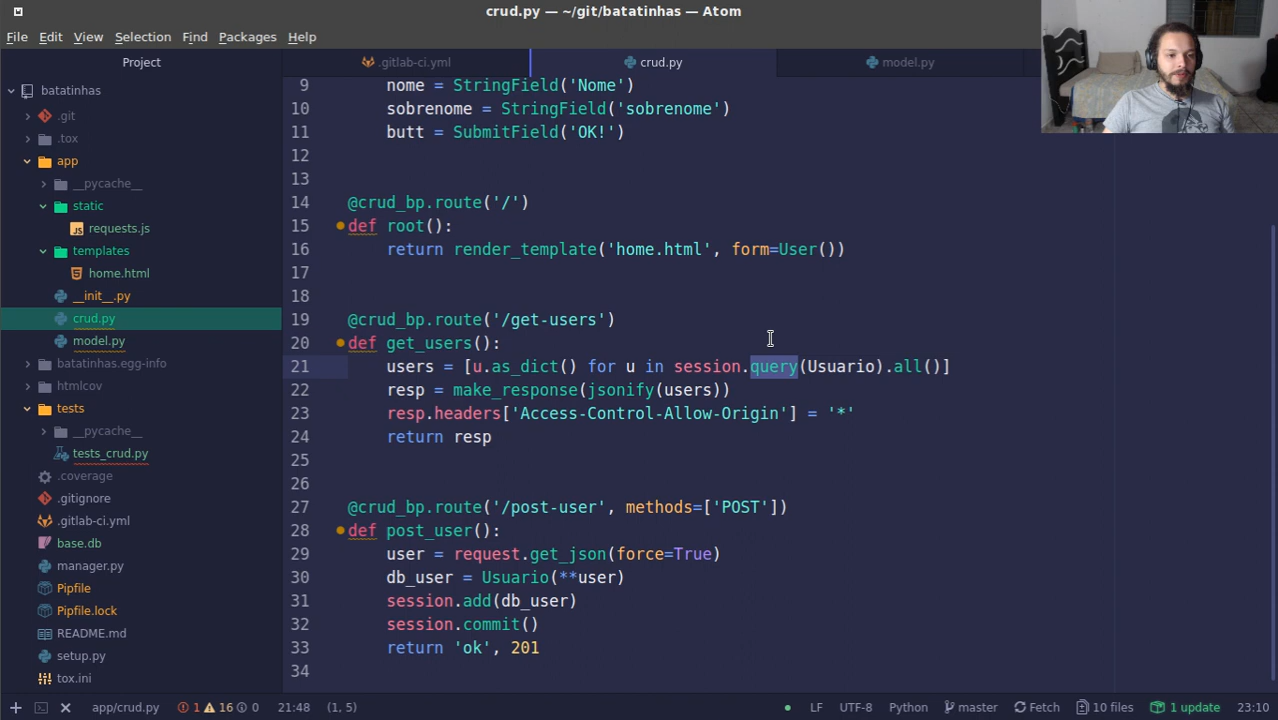 crud.py — ~/git/batatinhas — Atom
File Edit View Selection Find Packages Help
Project
.gitlab-ci.yml
crud.py
model.py
batatinhas
.git
.tox
app
__pycache__
static
requests.js
templates
home.html
__init__.py
crud.py
model.py
batatinhas.egg-info
htmlcov
tests
__pycache__
tests_crud.py
.coverage
.gitignore
.gitlab-ci.yml
base.db
manager.py
Pipfile
Pipfile.lock
README.md
setup.py
tox.ini
9 nome = StringField('Nome')
10 sobrenome = StringField('sobrenome')
11 butt = SubmitField('OK!')
12
13
14 @crud_bp.route('/')
15 def root():
16 return render_template('home.html', form=User())
17
18
19 @crud_bp.route('/get-users')
20 def get_users():
21 users = [u.as_dict() for u in session.query(Usuario).all()]
22 resp = make_response(jsonify(users))
23 resp.headers['Access-Control-Allow-Origin'] = '*'
24 return resp
25
26
27 @crud_bp.route('/post-user', methods=['POST'])
28 def post_user():
29 user = request.get_json(force=True)
30 db_user = Usuario(**user)
31 session.add(db_user)
32 session.commit()
33 return 'ok', 201
34
app/crud.py 1 16 0 21:48 (1, 5) LF UTF-8 Python master Fetch 10 files 1 update 23:10